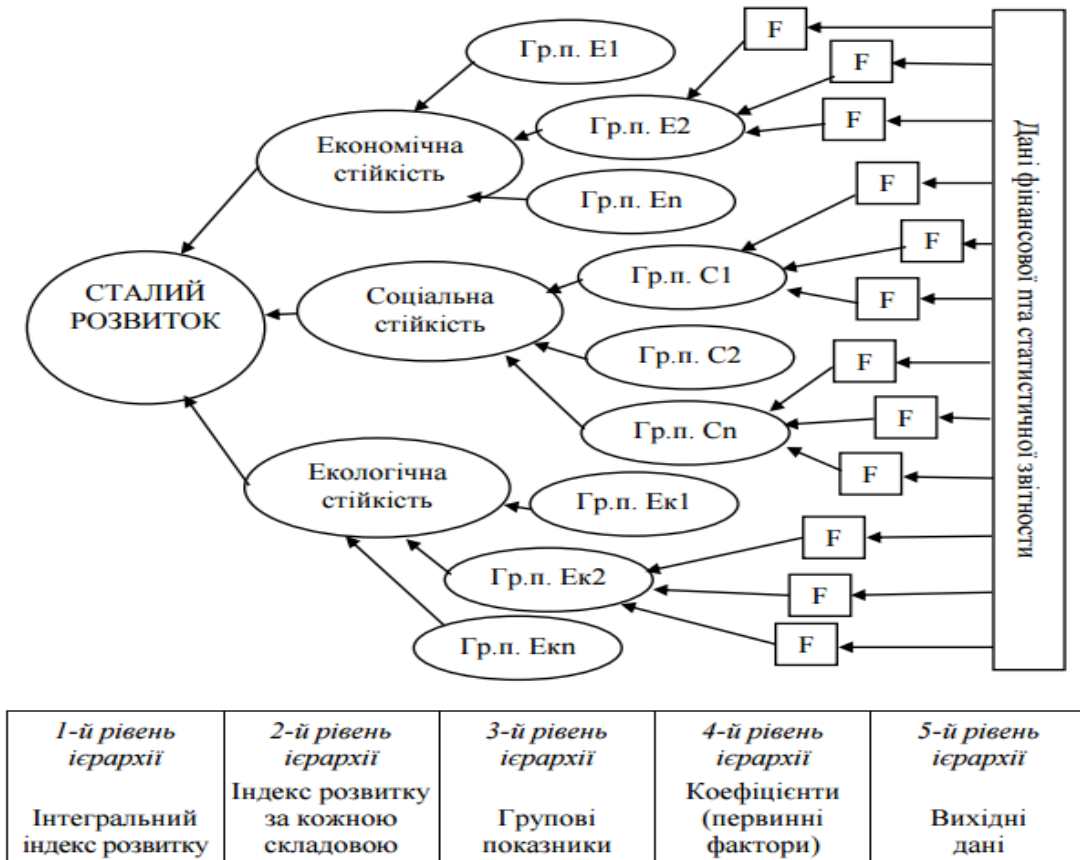 Гр.п. Е1
Гр.п. Е2
Гр.п. Еn
Економічна
стійкість
F
F
F
F
F
F
F
F
F
F
F
F
СТАЛИЙ
РОЗВИТОК
Соціальна
стійкість
Гр.п. С1
Гр.п. С2
Гр.п. Сn
Екологічна
стійкість
Гр.п. Ек1
Гр.п. Ек2
Гр.п. Екn
Дані фінансової пта статистичної звітности
1-й рівень
ієрархії
Інтегральний
індекс розвитку
2-й рівень
ієрархії
Індекс розвитку
за кожною
складовою
3-й рівень
ієрархії
Групові
показники
4-й рівень
ієрархії
Коефіцієнти
(первинні
фактори)
5-й рівень
ієрархії
Вихідні
дані